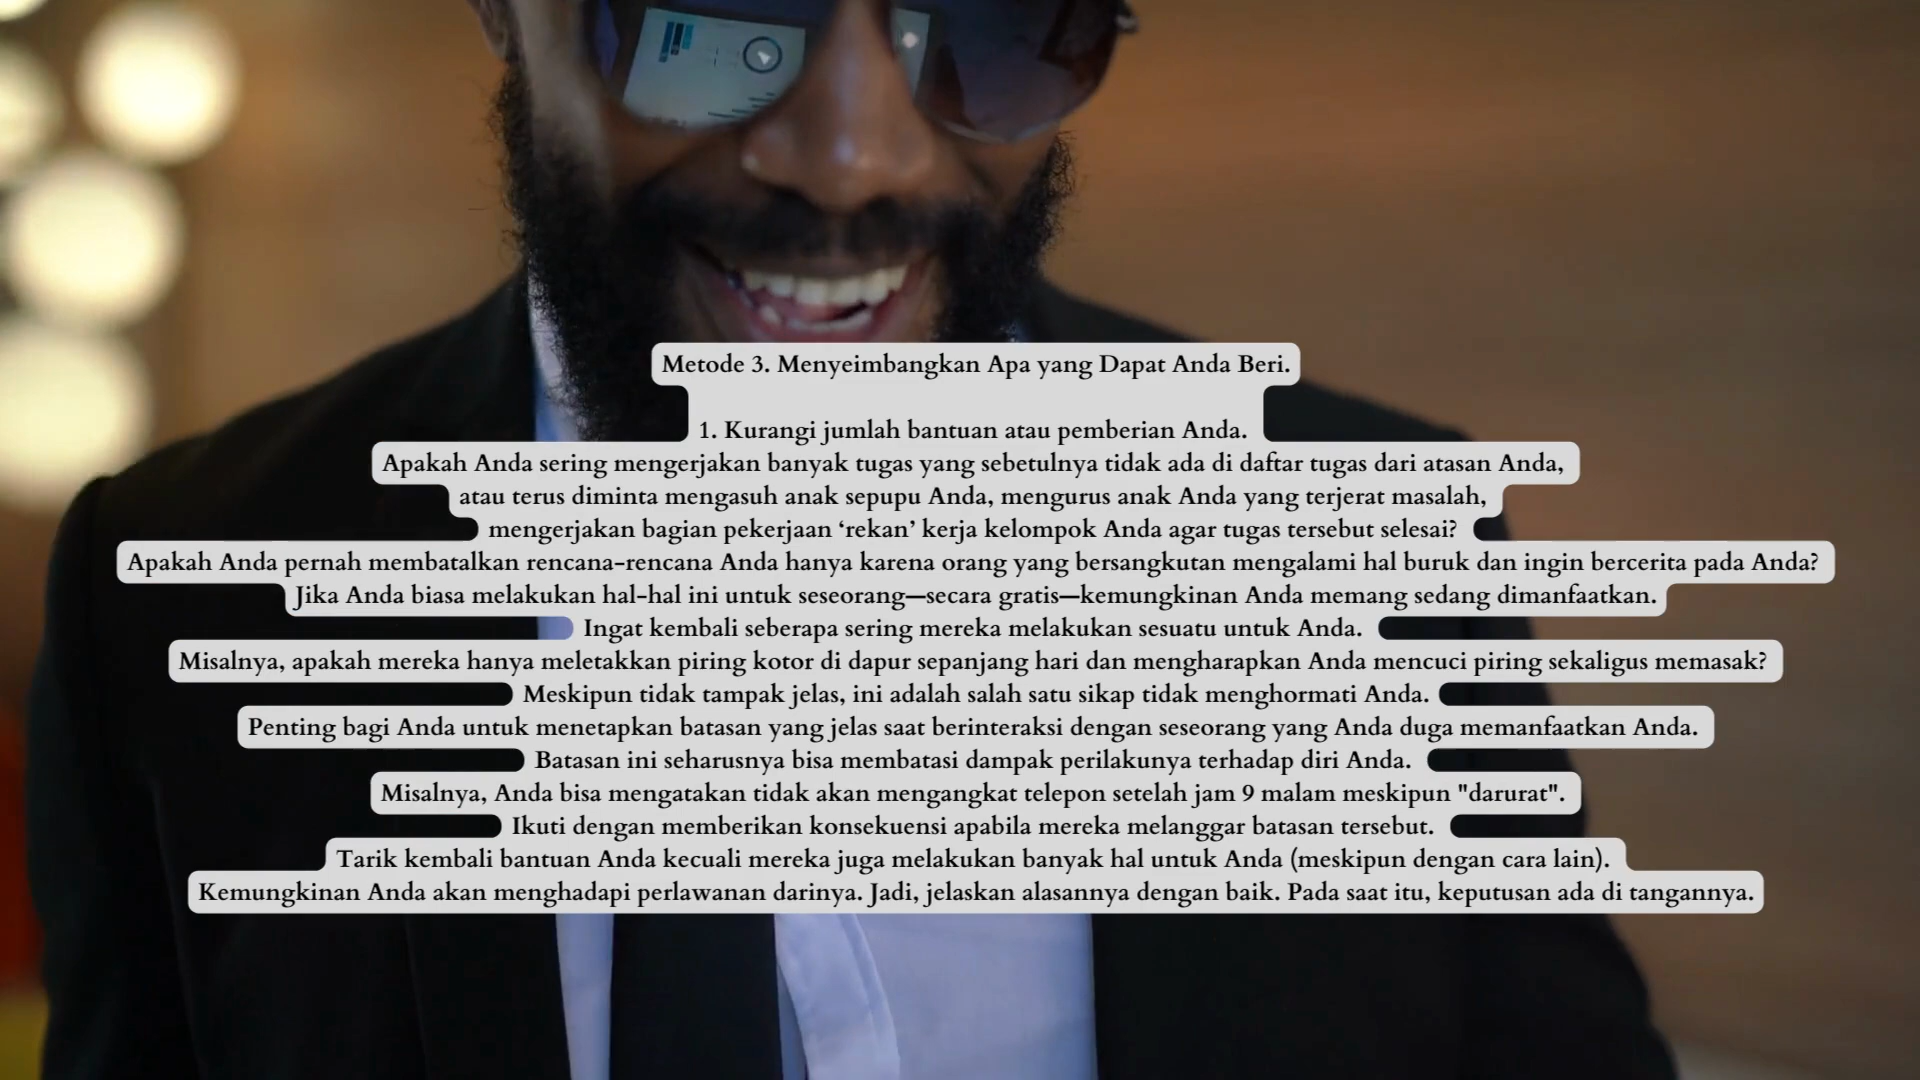 Metode 3. Menyeimbangkan Apa yang Dapat Anda Beri.
1. Kurangi jumlah bantuan atau pemberian Anda.
Apakah Anda sering mengerjakan banyak tugas yang sebetulnya tidak ada di daftar tugas dari atasan Anda,
atau terus diminta mengasuh anak sepupu Anda, mengurus anak Anda yang terjerat masalah,
mengerjakan bagian pekerjaan ‘rekan’ kerja kelompok Anda agar tugas tersebut selesai?
Apakah Anda pernah membatalkan rencana-rencana Anda hanya karena orang yang bersangkutan mengalami hal buruk dan ingin bercerita pada Anda?
Jika Anda biasa melakukan hal-hal ini untuk seseorang—secara gratis—kemungkinan Anda memang sedang dimanfaatkan.
Ingat kembali seberapa sering mereka melakukan sesuatu untuk Anda.
Misalnya, apakah mereka hanya meletakkan piring kotor di dapur sepanjang hari dan mengharapkan Anda mencuci piring sekaligus memasak?
Meskipun tidak tampak jelas, ini adalah salah satu sikap tidak menghormati Anda.
Penting bagi Anda untuk menetapkan batasan yang jelas saat berinteraksi dengan seseorang yang Anda duga memanfaatkan Anda.
Batasan ini seharusnya bisa membatasi dampak perilakunya terhadap diri Anda.
Misalnya, Anda bisa mengatakan tidak akan mengangkat telepon setelah jam 9 malam meskipun "darurat".
Ikuti dengan memberikan konsekuensi apabila mereka melanggar batasan tersebut.
Tarik kembali bantuan Anda kecuali mereka juga melakukan banyak hal untuk Anda (meskipun dengan cara lain).
Kemungkinan Anda akan menghadapi perlawanan darinya. Jadi, jelaskan alasannya dengan baik. Pada saat itu, keputusan ada di tangannya.